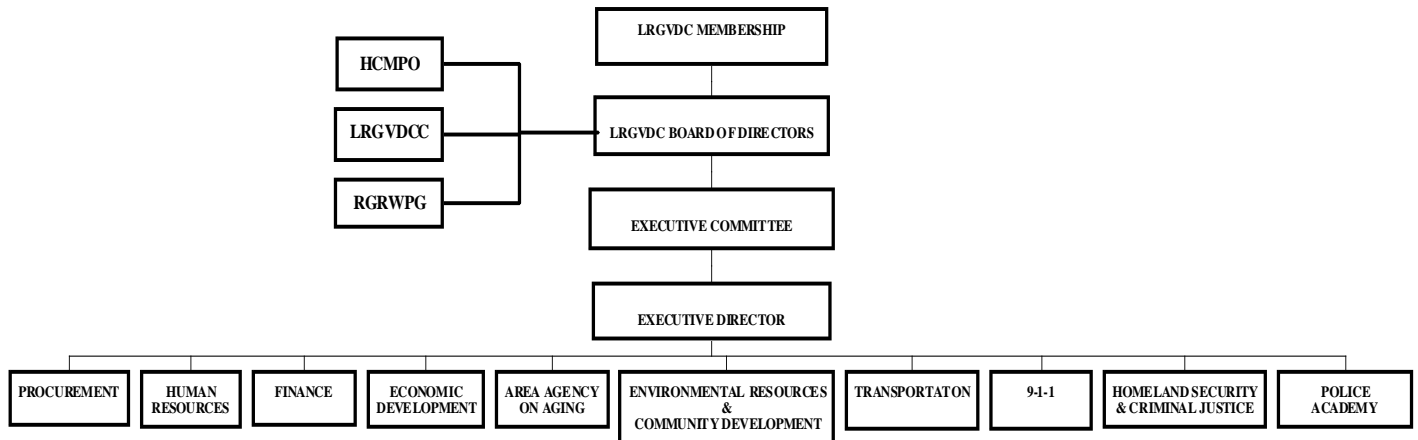 LRGVDC MEMBERSHIP
HCMPO
LRGVDCC
LRGVDC BOARD OF DIRECTORS
RGRWPG
EXECUTIVE COMMITTEE
EXECUTIVE DIRECTOR
PROCUREMENT
HUMAN
RESOURCES
FINANCE
ECONOMIC
DEVELOPMENT
AREA AGENCY
ON AGING
ENVIRONMENTAL RESOURCES
&
COMMUNITY DEVELOPMENT
TRANSPORTATON
9-1-1
HOMELAND SECURITY
& CRIMINAL JUSTICE
POLICE
ACADEMY